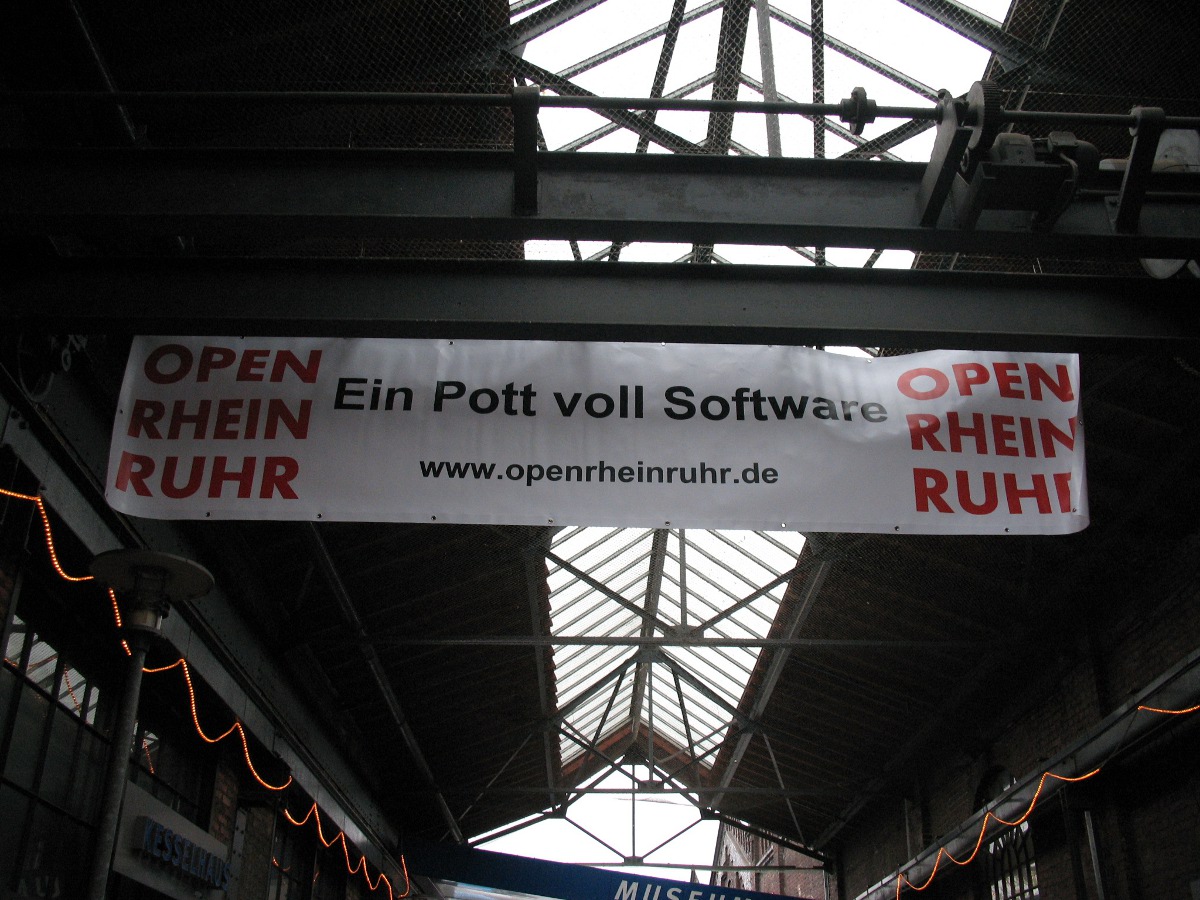 OPEN
RHEIN
RUHR
Ein Pott voll Software
www.openrheinruhr.de
OPEN
RHEIN
RUHR
KESSELHAUS